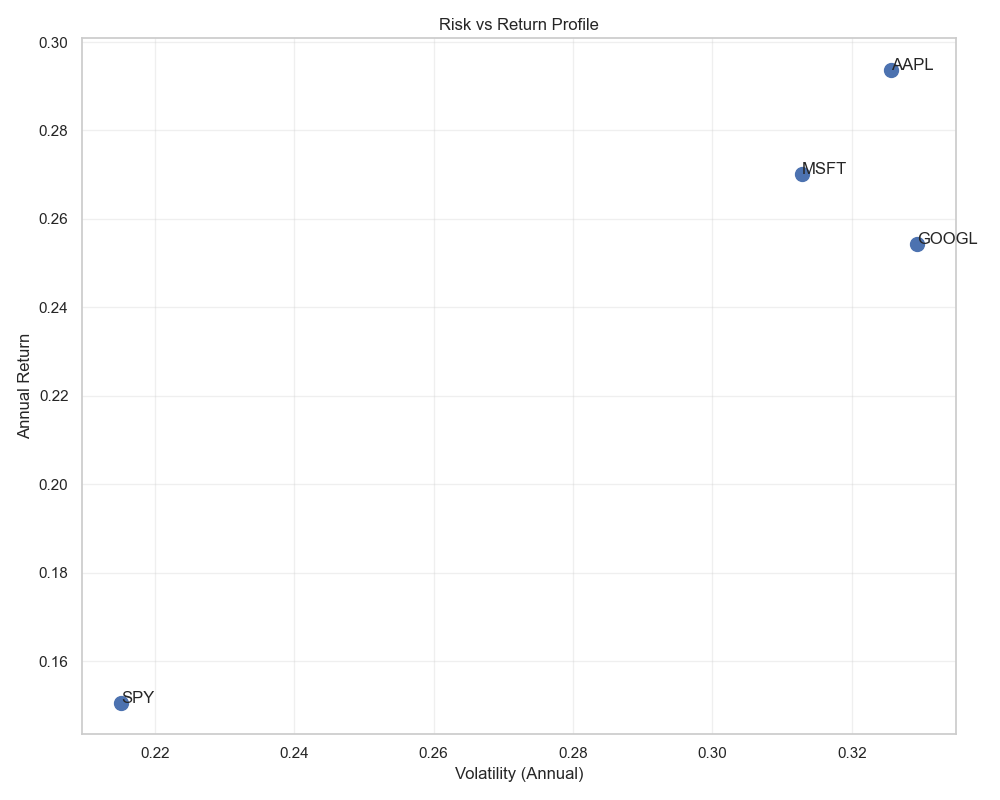 Risk vs Return Profile
0.30
AAPL
0.28
MSFT
0.26
GOOGL
0.24
0.22
Annual Return
0.20
0.18
0.16
SPY
0.22 0.24 0.26 0.28 0.30 0.32
Volatility (Annual)